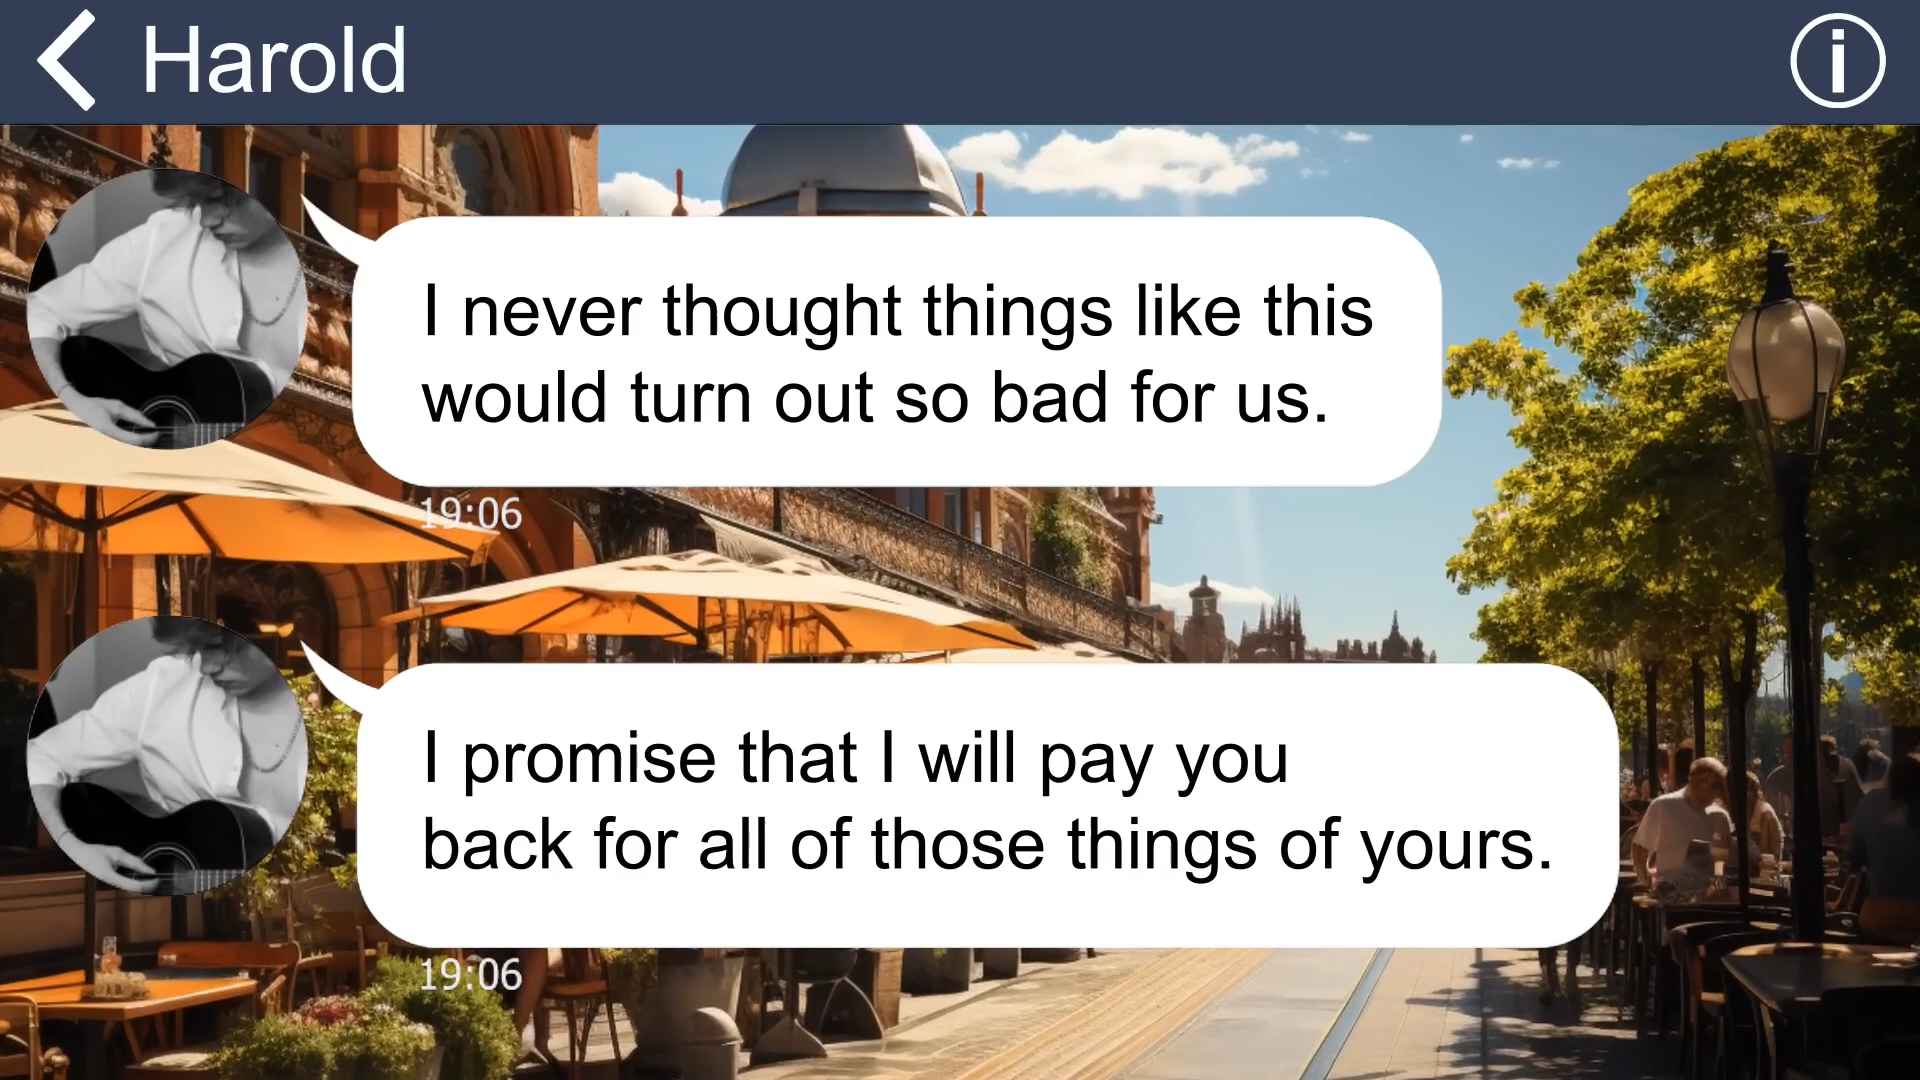 Harold
I never thought things like this
would turn out so bad for us.
19:06
I promise that I will pay you
back for all of those things of yours.
19:06